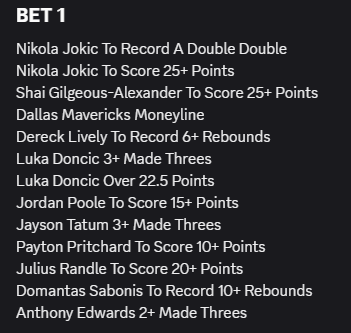 BET 1
Nikola Jokic To Record A Double Double
Nikola Jokic To Score 25+ Points
Shai Gilgeous-Alexander To Score 25+ Points
Dallas Mavericks Moneyline
Dereck Lively To Record 6+ Rebounds
Luka Doncic 3+ Made Threes
Luka Doncic Over 22.5 Points
Jordan Poole To Score 15+ Points
Jayson Tatum 3+ Made Threes
Payton Pritchard To Score 10+ Points
Julius Randle To Score 20+ Points
Domantas Sabonis To Record 10+ Rebounds
Anthony Edwards 2+ Made Threes